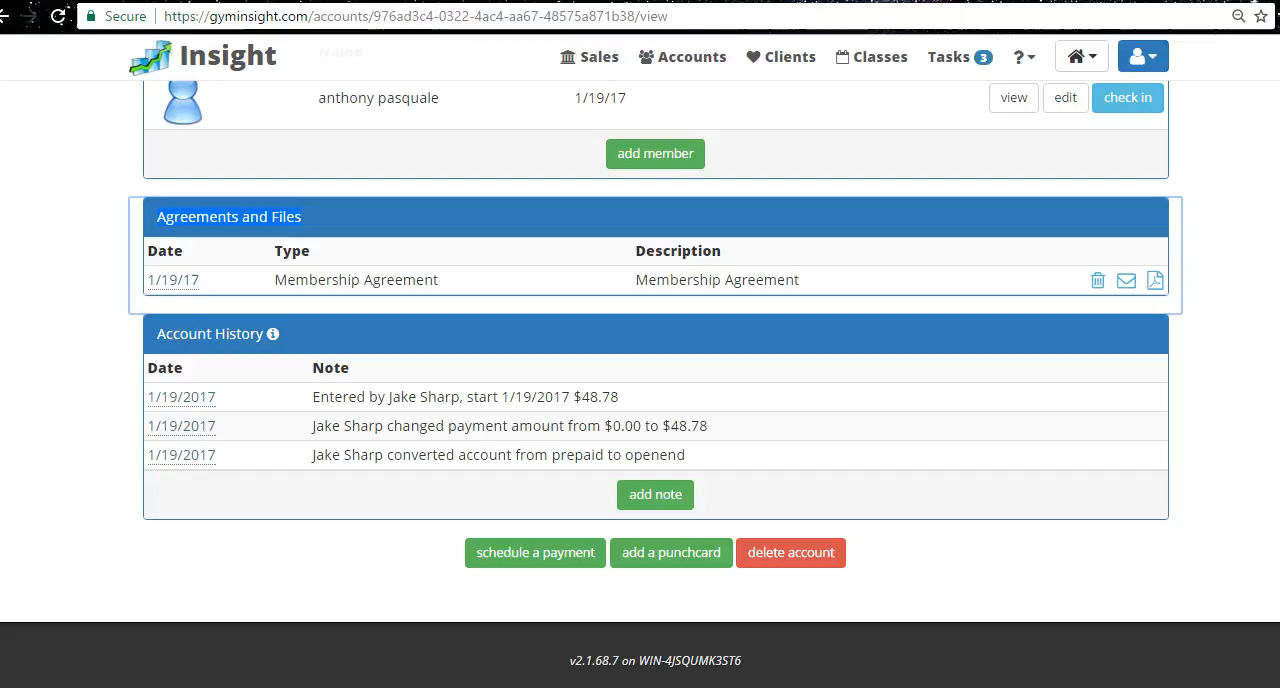 Secure https://gyminsight.com/accounts/976ad3c4-0322-4ac4-aa67-48575a871b38/view
Insight Name Sales Accounts Clients Classes Tasks 3 ?
anthony pasquale 1/19/17 view edit check in
add member
Agreements and Files
Date Type Description
1/19/17 Membership Agreement Membership Agreement
Account History
Date Note
1/19/2017 Entered by Jake Sharp, start 1/19/2017 $48.78
1/19/2017 Jake Sharp changed payment amount from $0.00 to $48.78
1/19/2017 Jake Sharp converted account from prepaid to openend
add note
schedule a payment add a punchcard delete account
v2.1.68.7 on WIN-4JSQUMK3ST6